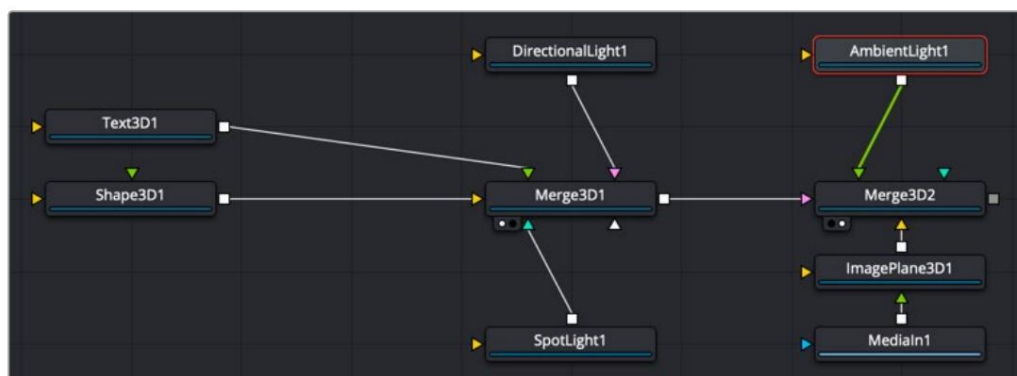 DirectionalLight1
AmbientLight1
Text3D1
Shape3D1
Merge3D1
Merge3D2
ImagePlane3D1
SpotLight1
MediaIn1